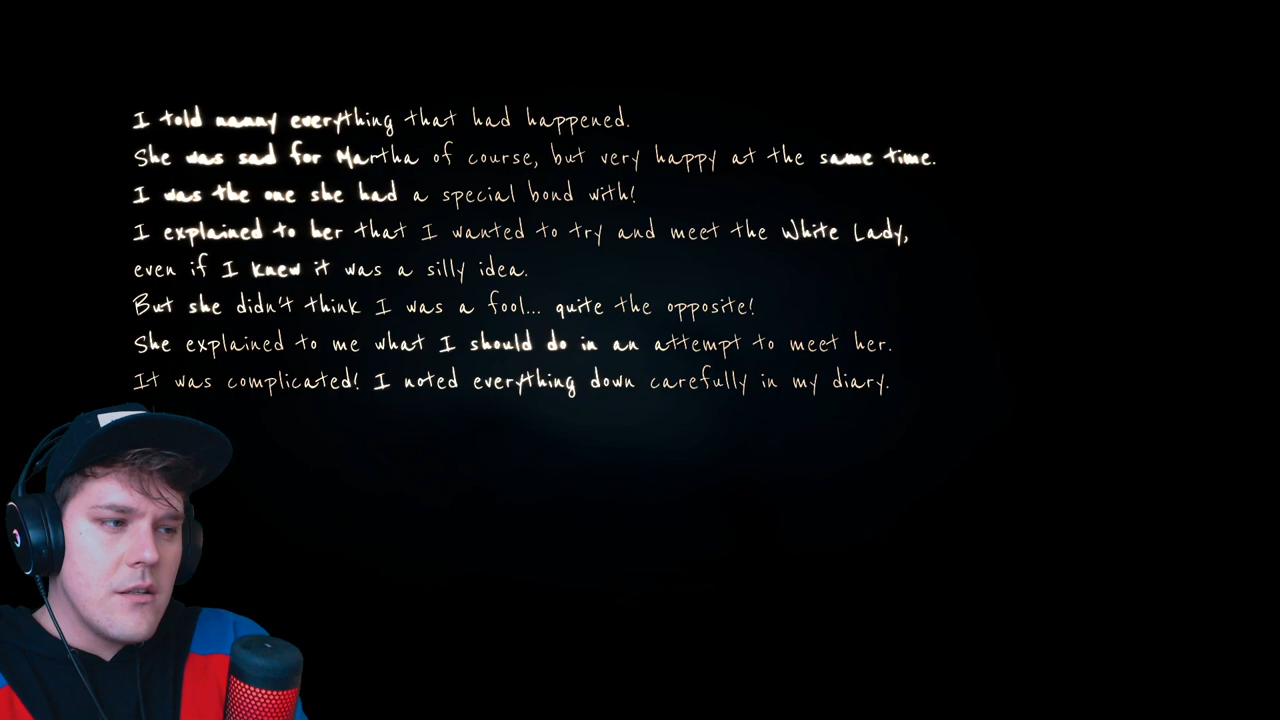 I told nanny everything that had happened.
She was sad for Martha of course, but very happy at the same time.
I was the one she had a special bond with!
I explained to her that I wanted to try and meet the White Lady,
even if I knew it was a silly idea.
But she didn't think I was a fool... quite the opposite!
She explained to me what I should do in an attempt to meet her.
It was complicated! I noted everything down carefully in my diary.